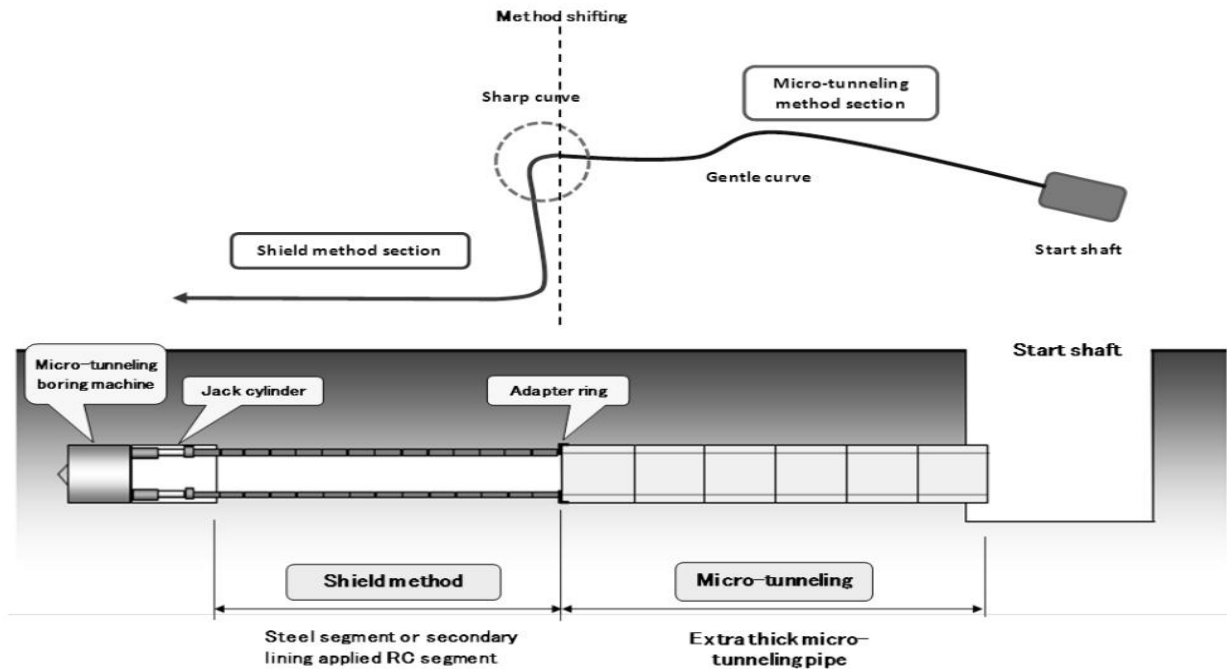 Method shifting
Sharp curve
Micro-tunneling
method section
Gentle curve
Shield method section
Start shaft
Start shaft
Micro-tunneling
boring machine
Jack cylinder
Adapter ring
Shield method
Micro-tunneling
Steel segment or secondary
lining applied RC segment
Extra thick micro-
tunneling pipe